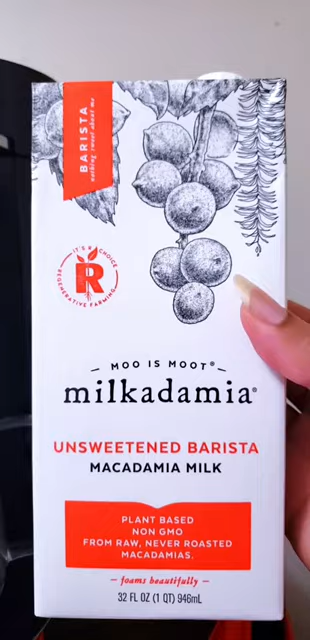 BARISTA
nothing sweet about me
IT'S R CHOICE
REGENERATIVE FARMING
R
MOO IS MOOT®
milkadamia®
UNSWEETENED BARISTA
MACADAMIA MILK
PLANT BASED
NON GMO
FROM RAW, NEVER ROASTED
MACADAMIAS.
foams beautifully
32 FL OZ (1 QT) 946mL